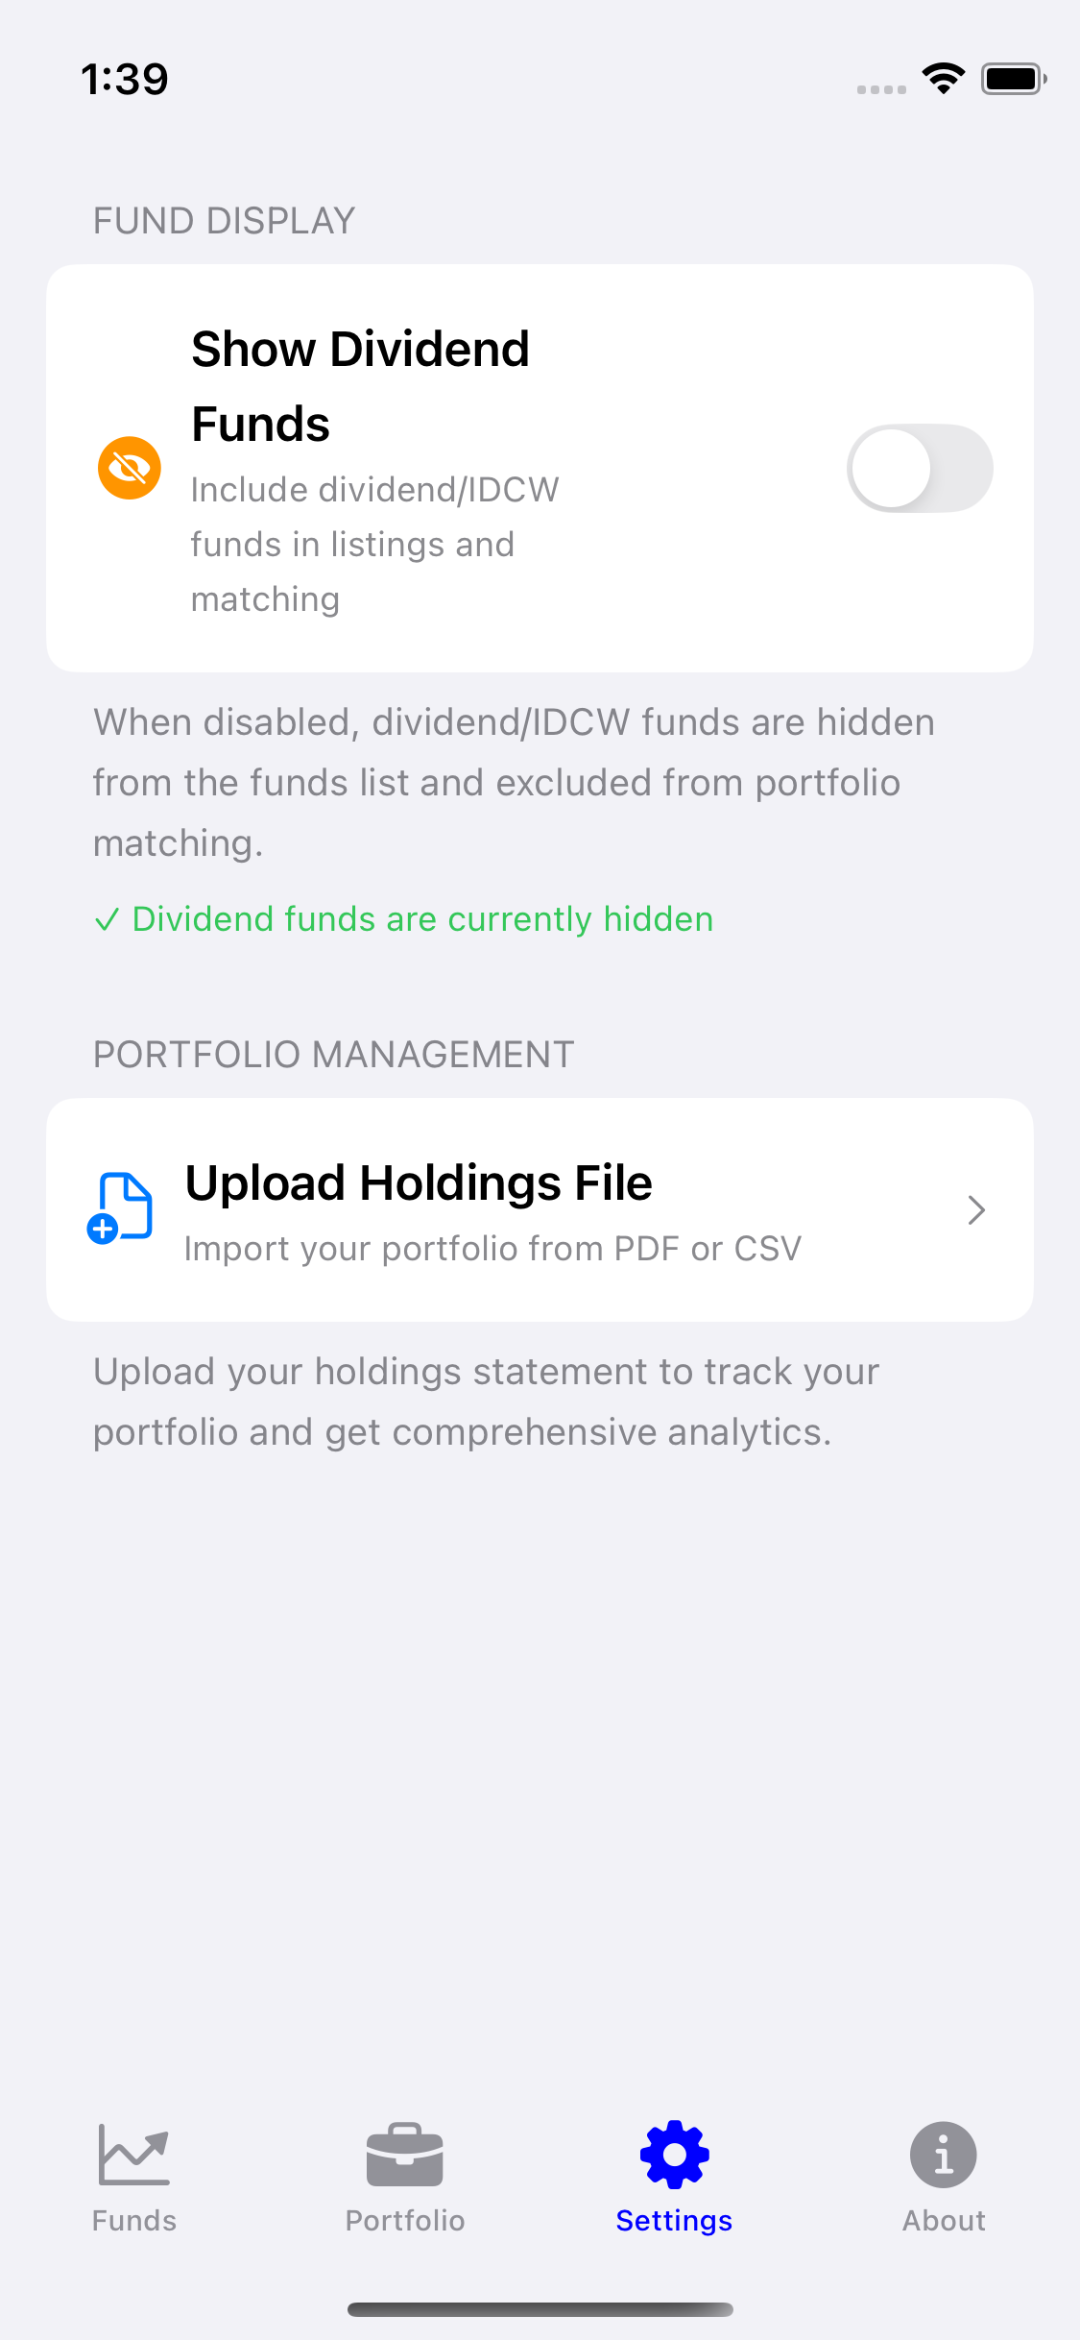 1:39
FUND DISPLAY
Show Dividend
Funds
Include dividend/IDCW
funds in listings and
matching
When disabled, dividend/IDCW funds are hidden
from the funds list and excluded from portfolio
matching.
✓ Dividend funds are currently hidden
PORTFOLIO MANAGEMENT
Upload Holdings File
Import your portfolio from PDF or CSV
Upload your holdings statement to track your
portfolio and get comprehensive analytics.
Funds
Portfolio
Settings
About